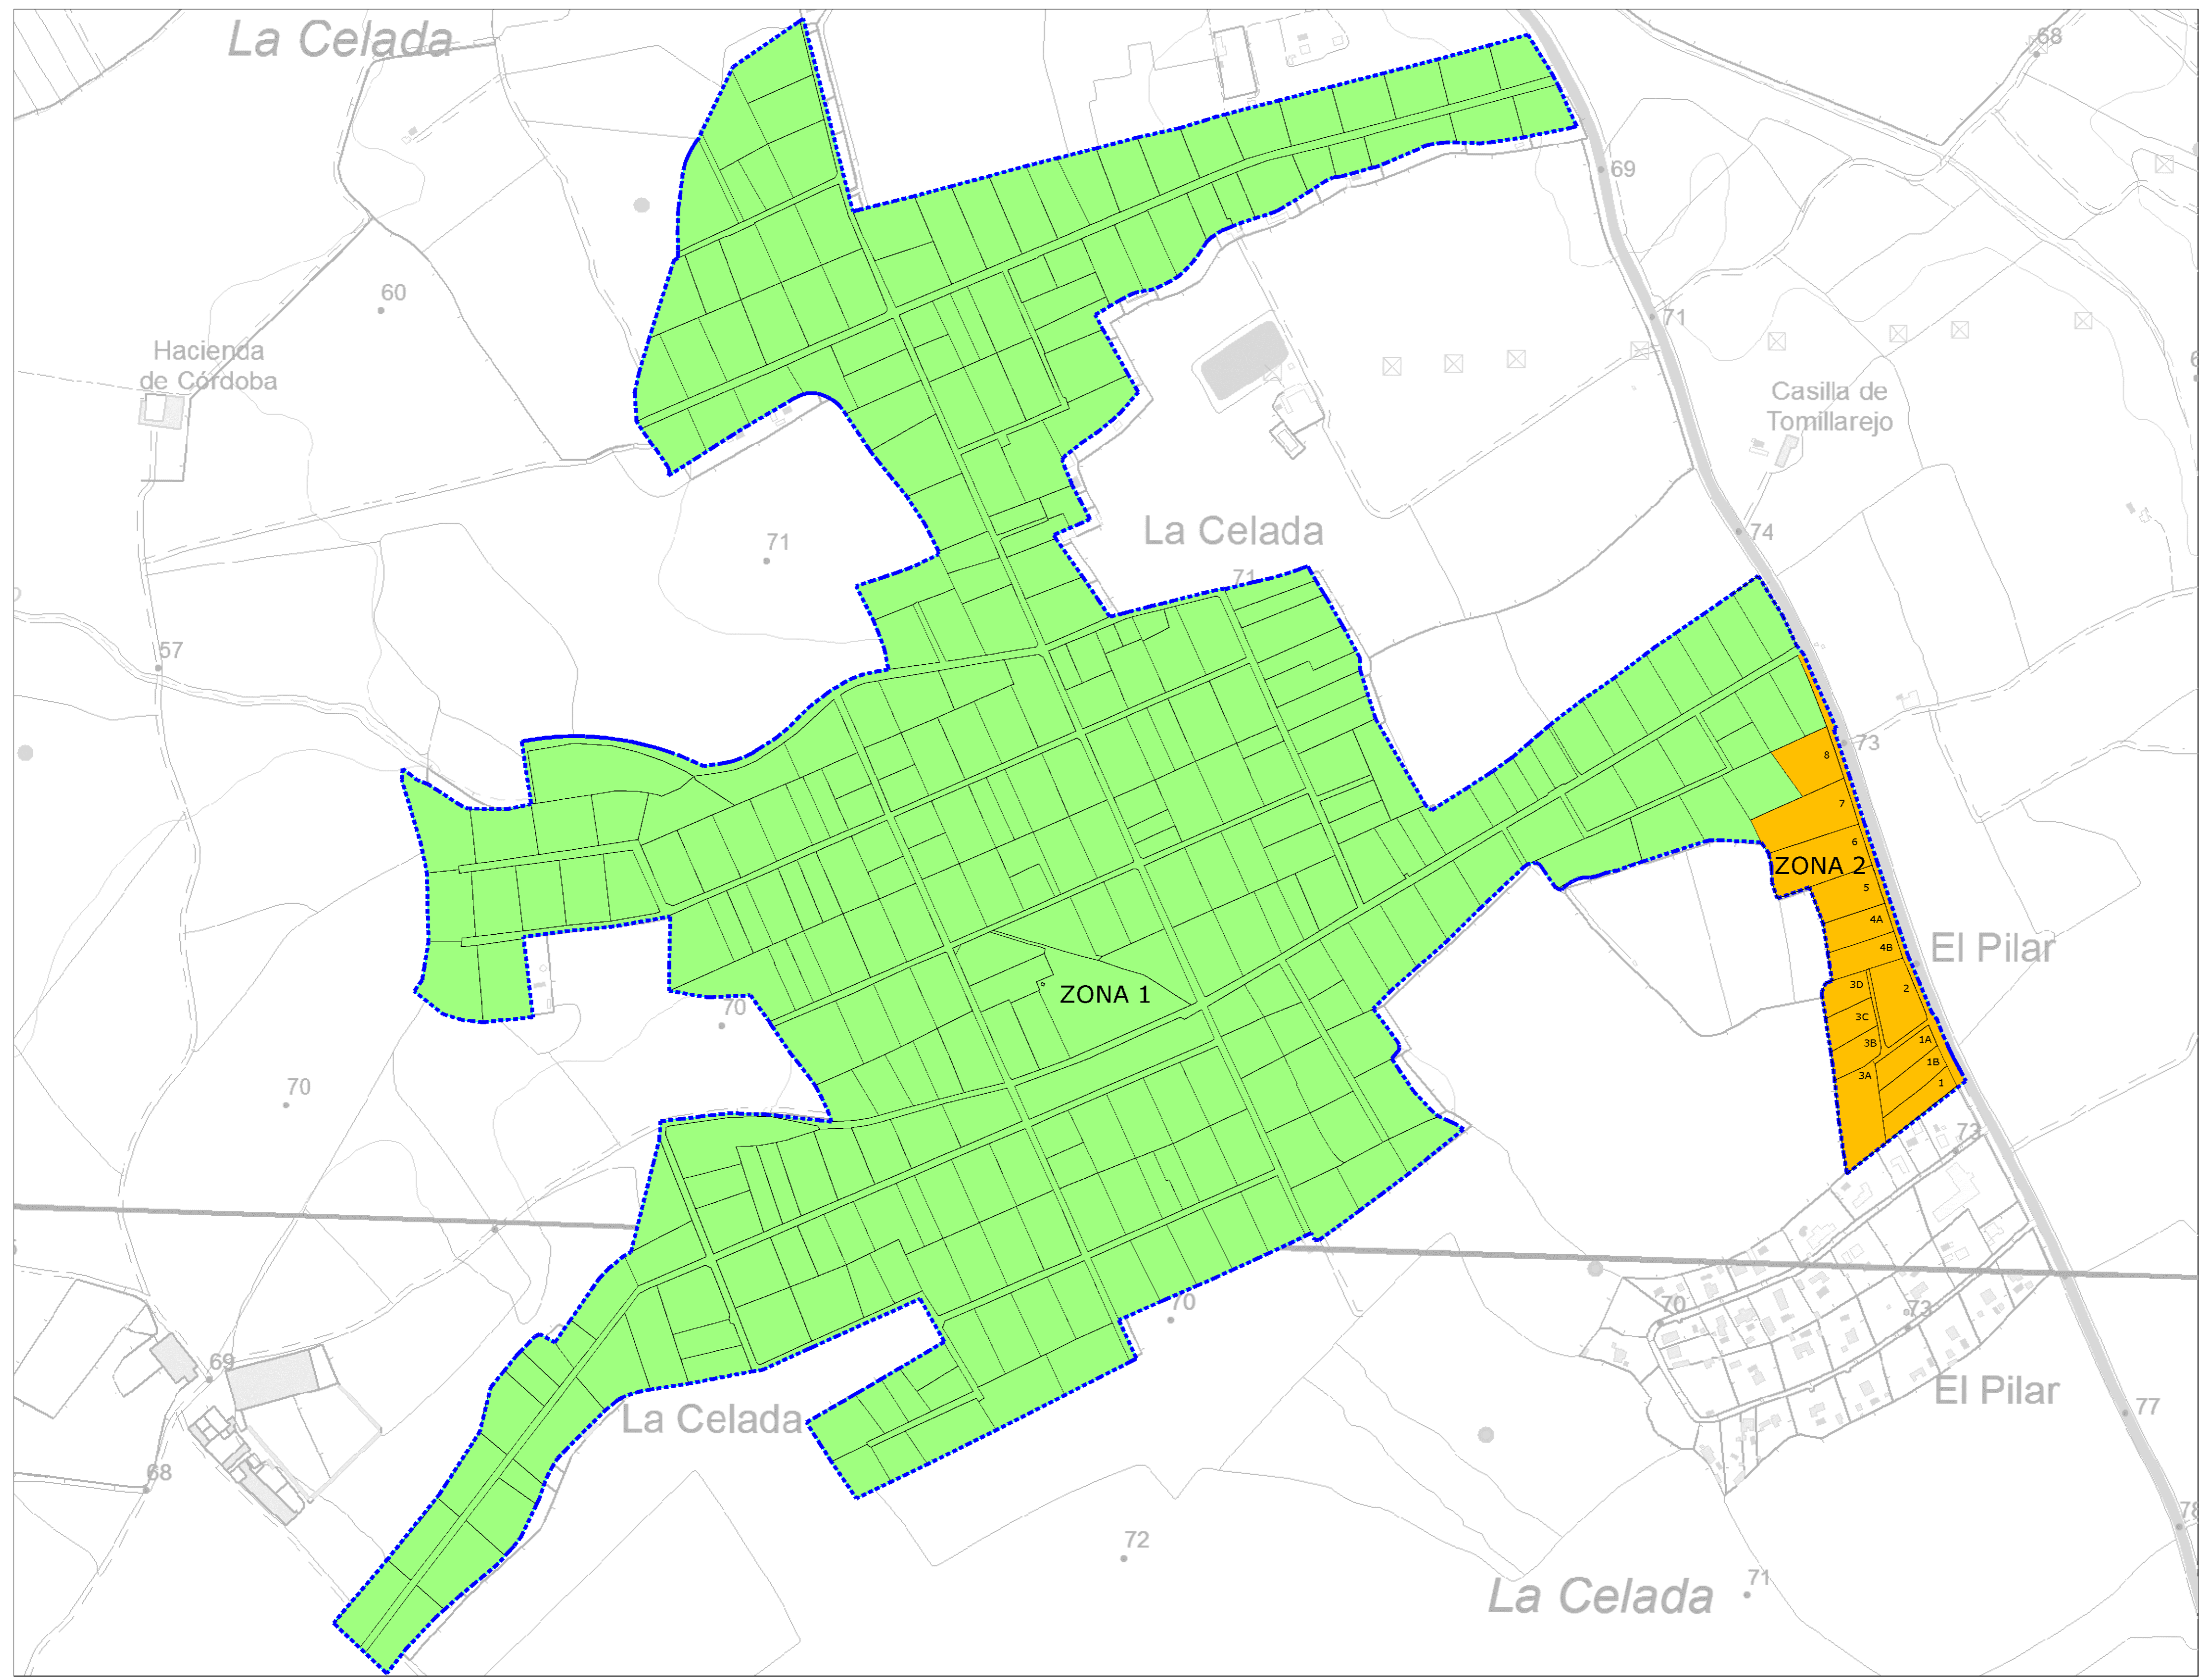 La Celada
68
69
60
71
Hacienda
de Córdoba
Casilla de
Tomillarejo
La Celada
74
71
71
57
73
8
7
6
ZONA 2
5
4A
4B
El Pilar
3D
2
ZONA 1
3C
70
3B
1A
1B
3A
1
70
73
70
70
73
69
El Pilar
La Celada
77
68
78
72
71
La Celada